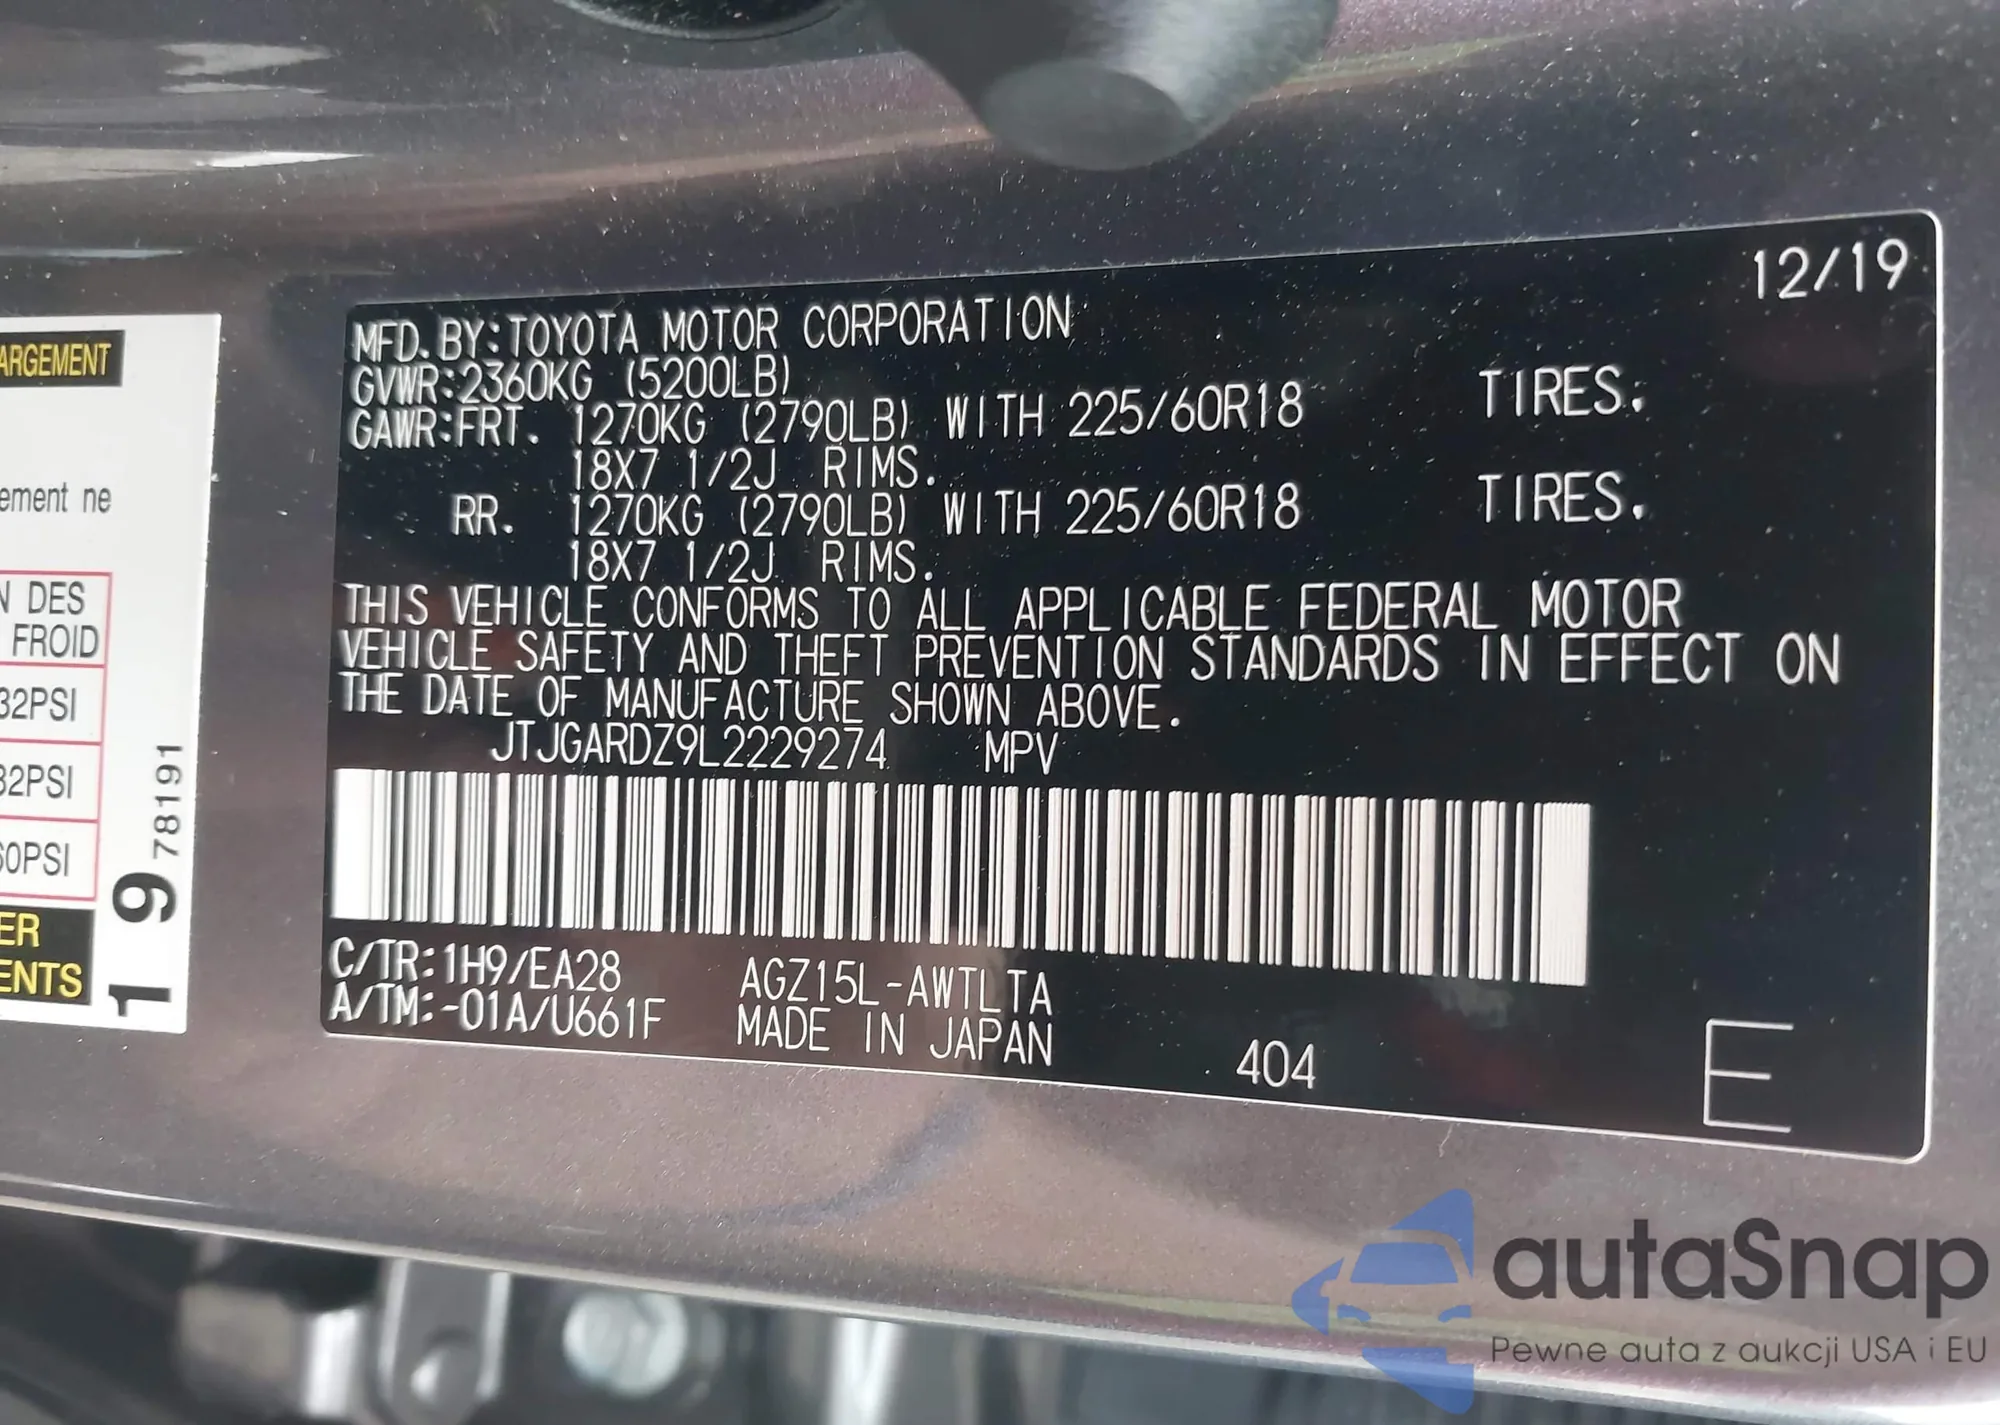 12/19
MFD. BY:TOYOTA MOTOR CORPORATION
GVWR:2360KG (5200LB)
GAWR:FRT. 1270KG (2790LB) WITH 225/60R18 TIRES.
18X7 1/2J RIMS.
RR. 1270KG (2790LB) WITH 225/60R18 TIRES.
18X7 1/2J RIMS.
THIS VEHICLE CONFORMS TO ALL APPLICABLE FEDERAL MOTOR
VEHICLE SAFETY AND THEFT PREVENTION STANDARDS IN EFFECT ON
THE DATE OF MANUFACTURE SHOWN ABOVE.
JTJGARDZ9L2229274 MPV
C/TR:1H9/EA28 AGZ15L-AWTLTA
A/TM:-01A/U661F MADE IN JAPAN
404
E
ARGEMENT
ement ne
N DES
FROID
32PSI
32PSI
60PSI
ER
ENTS
19 78191
autaSnap
Pewne auta z aukcji USA i EU